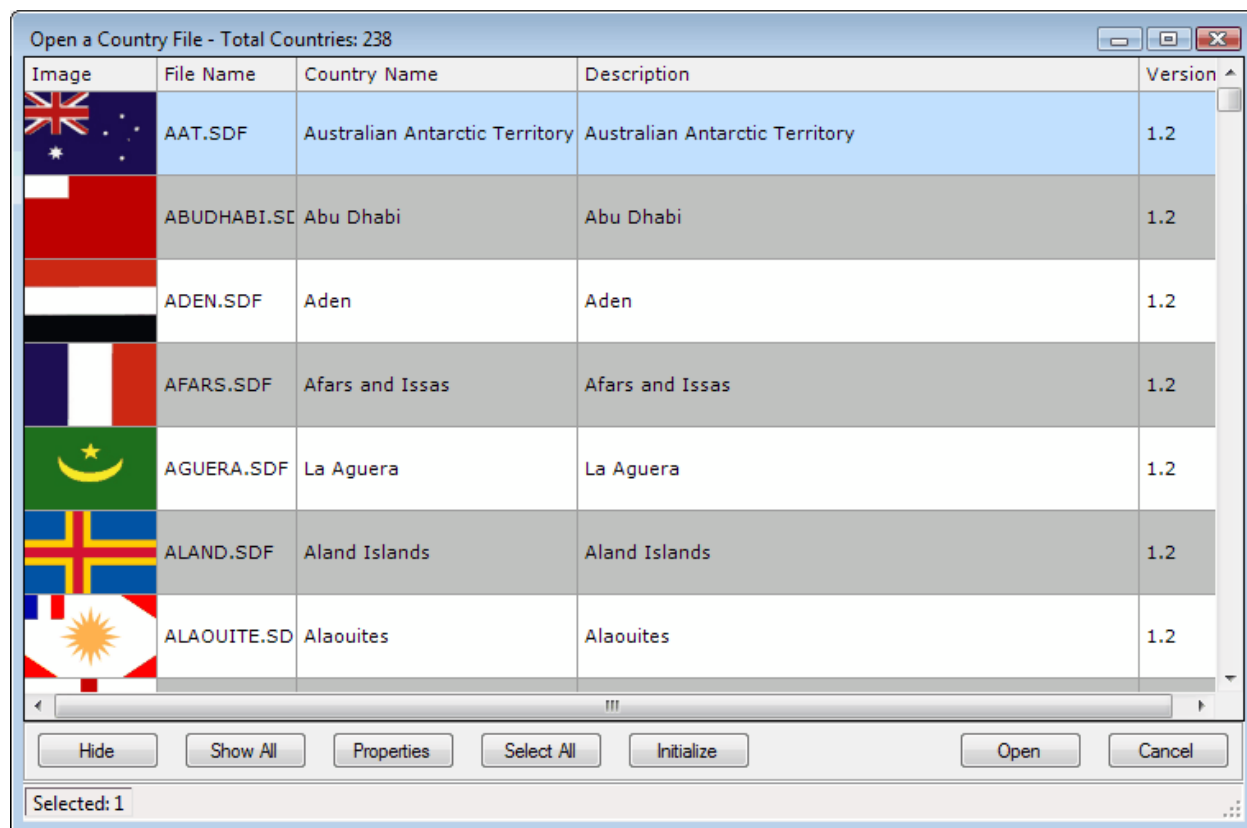 Open a Country File - Total Countries: 238
Image File Name Country Name Description Version
AAT.SDF Australian Antarctic Territory Australian Antarctic Territory 1.2
ABUDHABI.SD Abu Dhabi Abu Dhabi 1.2
ADEN.SDF Aden Aden 1.2
AFARS.SDF Afars and Issas Afars and Issas 1.2
AGUERA.SDF La Aguera La Aguera 1.2
ALAND.SDF Aland Islands Aland Islands 1.2
ALAOUITE.SD Alaouites Alaouites 1.2
Hide Show All Properties Select All Initialize Open Cancel
Selected: 1